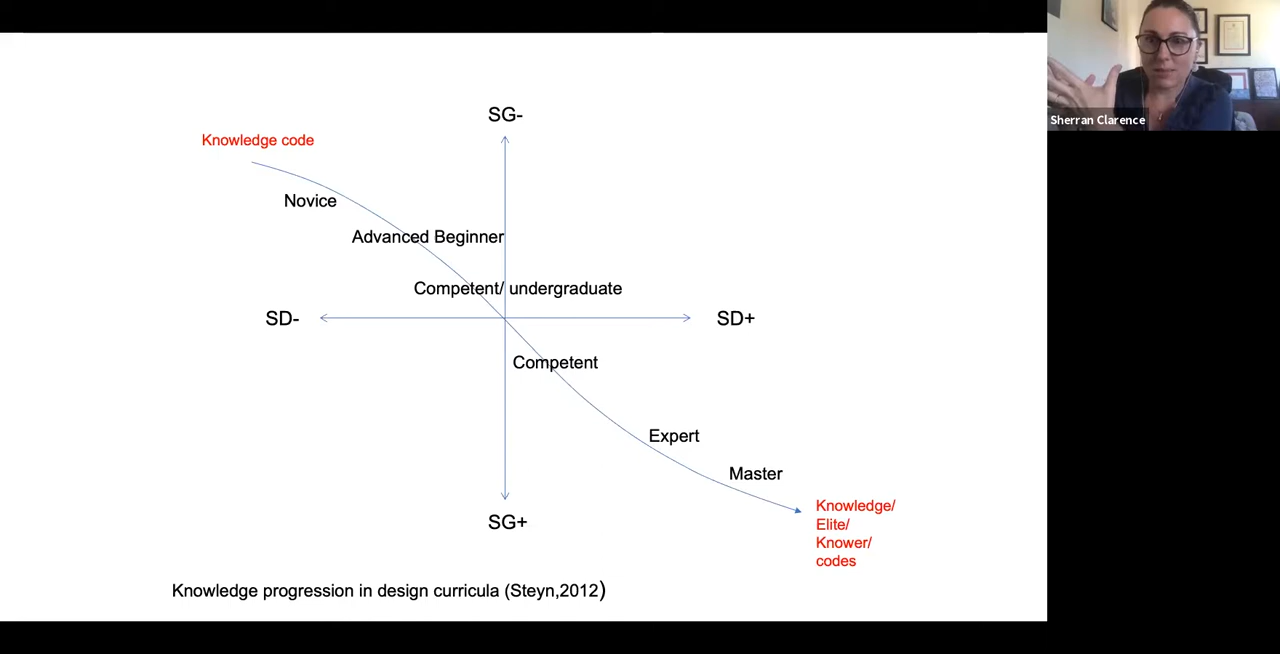 SG-
Knowledge code
Novice
Advanced Beginner
Competent/ undergraduate
SD-
SD+
Competent
Expert
Master
Knowledge/
Elite/
Knower/
codes
SG+
Knowledge progression in design curricula (Steyn,2012)
Sherran Clarence